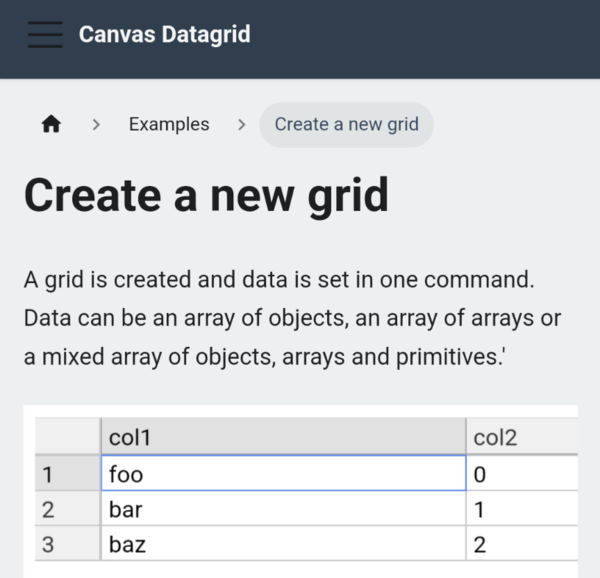 Canvas Datagrid
Examples
Create a new grid
Create a new grid
A grid is created and data is set in one command.
Data can be an array of objects, an array of arrays or
a mixed array of objects, arrays and primitives.'
col1 col2
1 foo 0
2 bar 1
3 baz 2